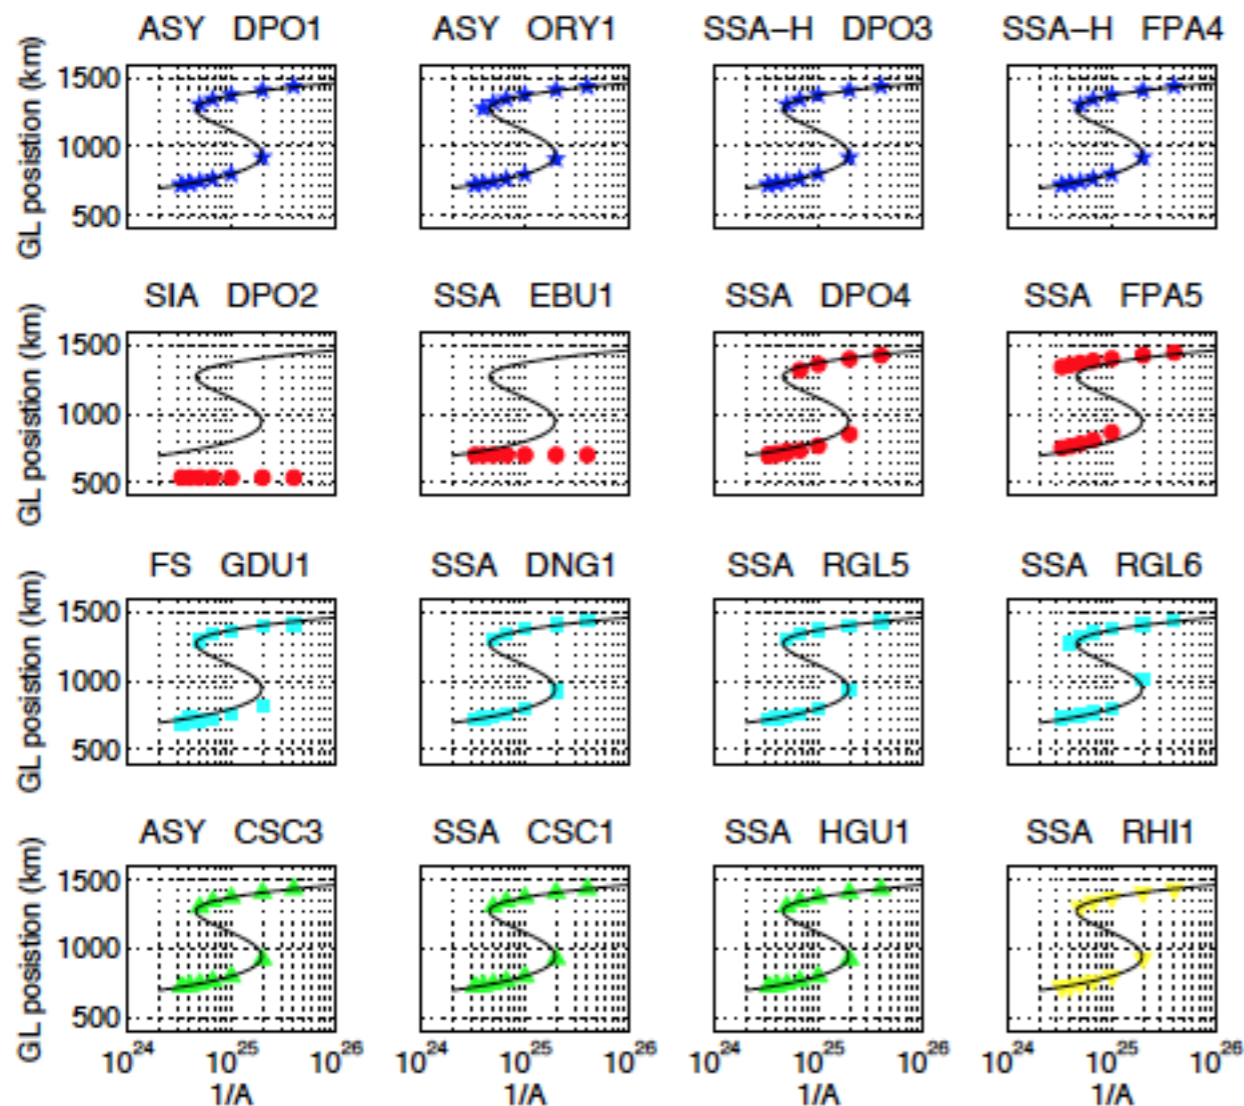 ASY DPO1 ASY ORY1 SSA–H DPO3 SSA–H FPA4
GL posistion (km)
1500
1000
500
SIA DPO2 SSA EBU1 SSA DPO4 SSA FPA5
GL posistion (km)
1500
1000
500
FS GDU1 SSA DNG1 SSA RGL5 SSA RGL6
GL posistion (km)
1500
1000
500
ASY CSC3 SSA CSC1 SSA HGU1 SSA RHI1
GL posistion (km)
1500
1000
500
10^24 10^25 10^26 10^24 10^25 10^26 10^24 10^25 10^26 10^24 10^25 10^26
1/A 1/A 1/A 1/A